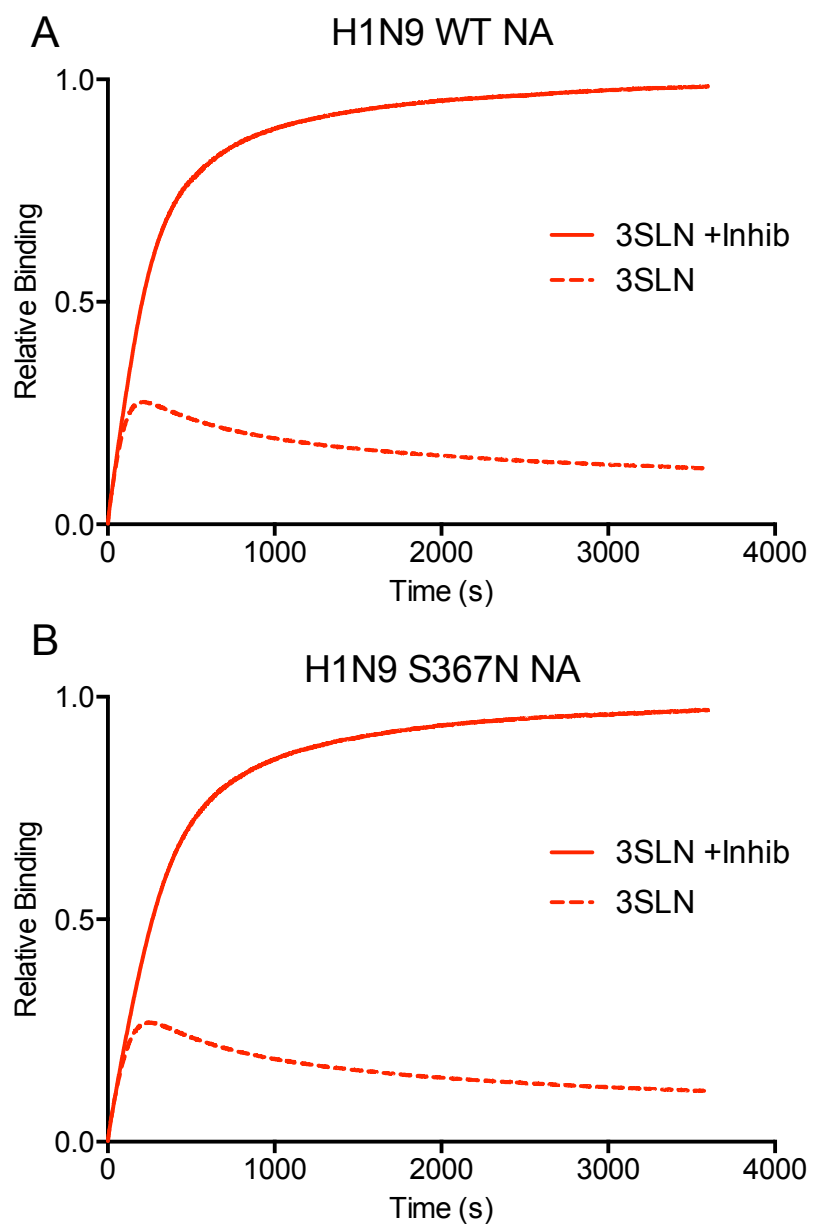 A
H1N9 WT NA
1.0
0.5
0.0
Relative Binding
3SLN +Inhib
3SLN
0 1000 2000 3000 4000
Time (s)
B
H1N9 S367N NA
1.0
0.5
0.0
Relative Binding
3SLN +Inhib
3SLN
0 1000 2000 3000 4000
Time (s)